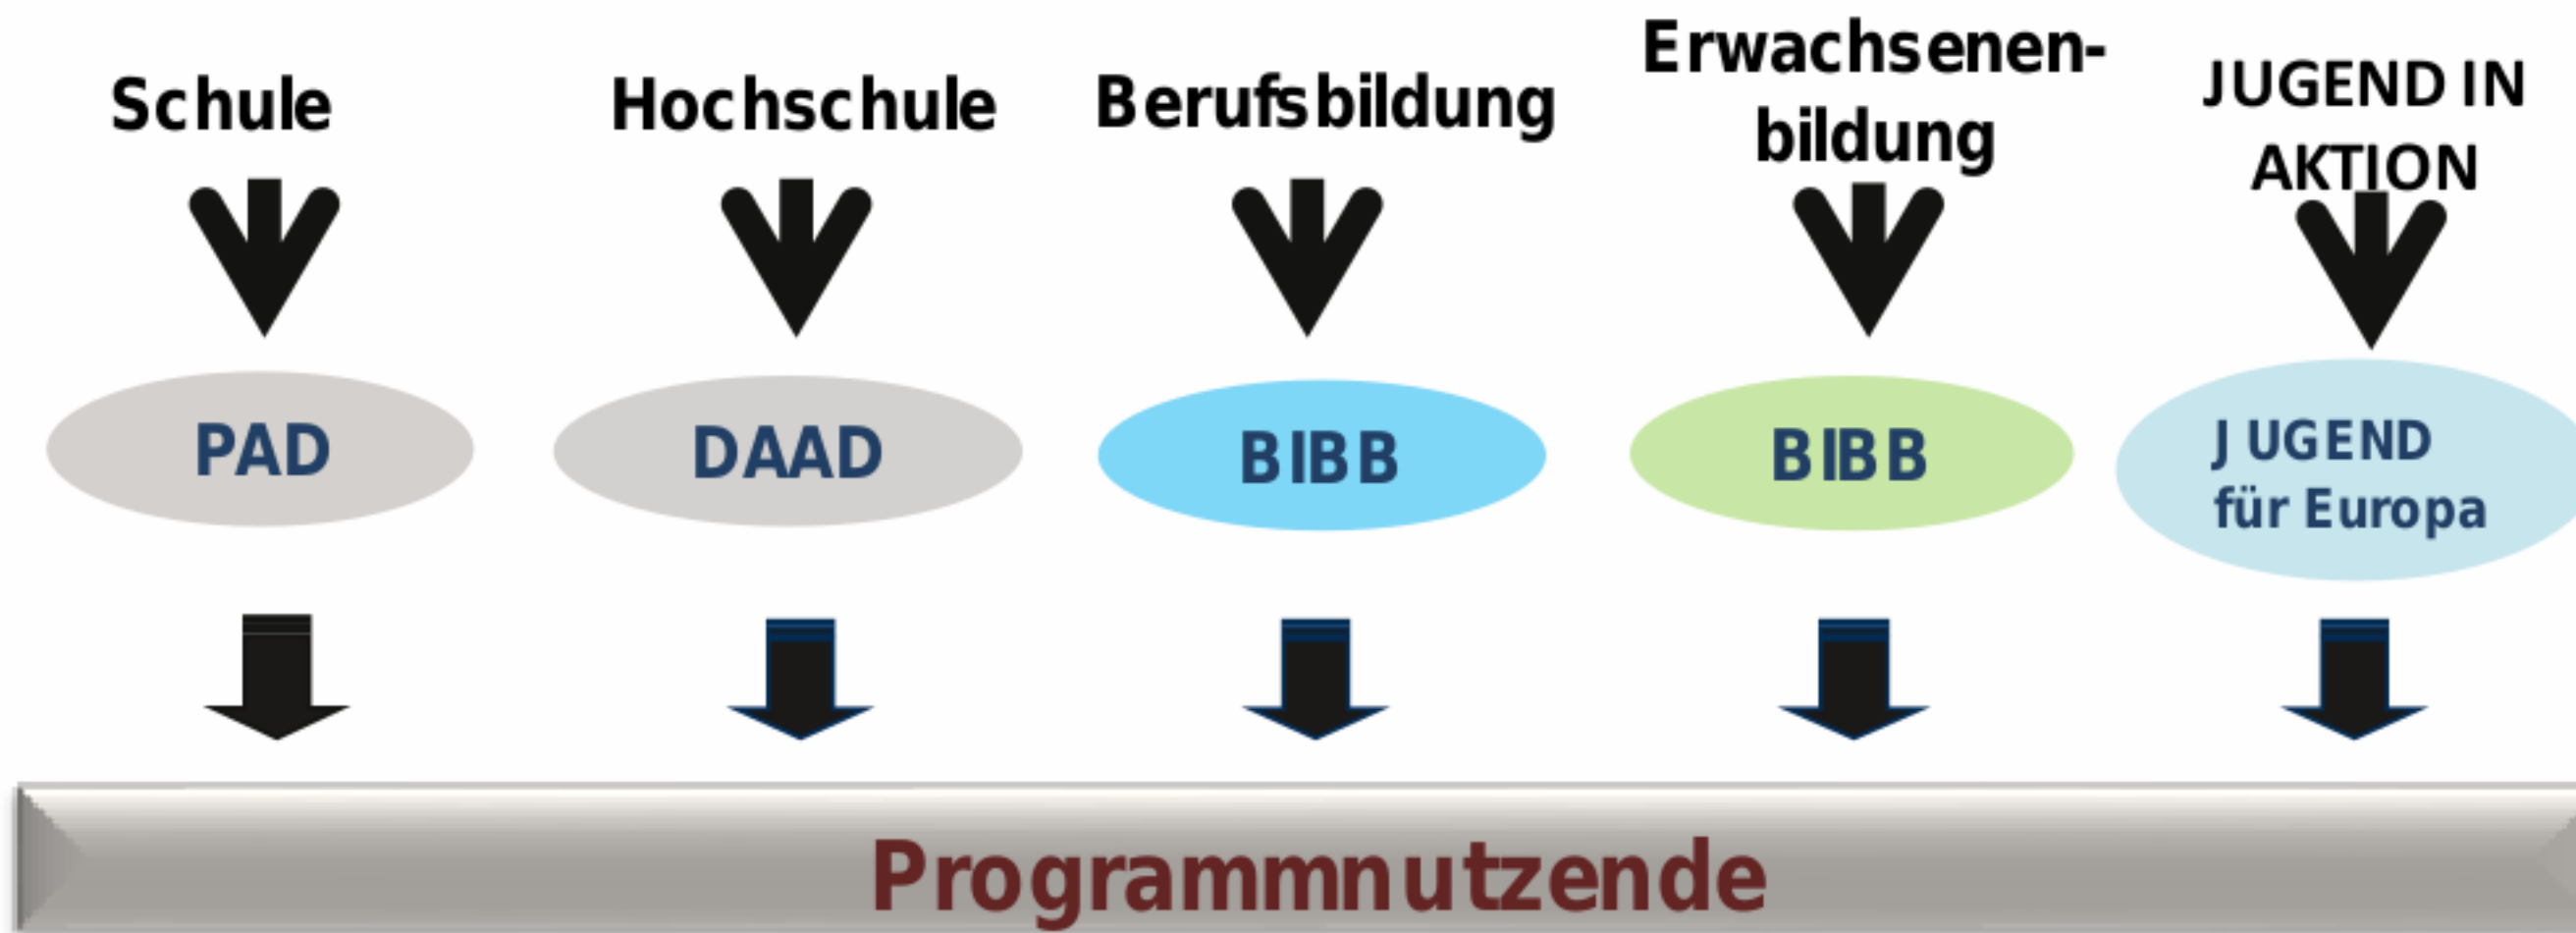 Schule
Hochschule
Berufsbildung
Erwachsenen-
bildung
JUGEND IN
AKTION
PAD
DAAD
BIBB
BIBB
JUGEND
für Europa
Programmnutzende